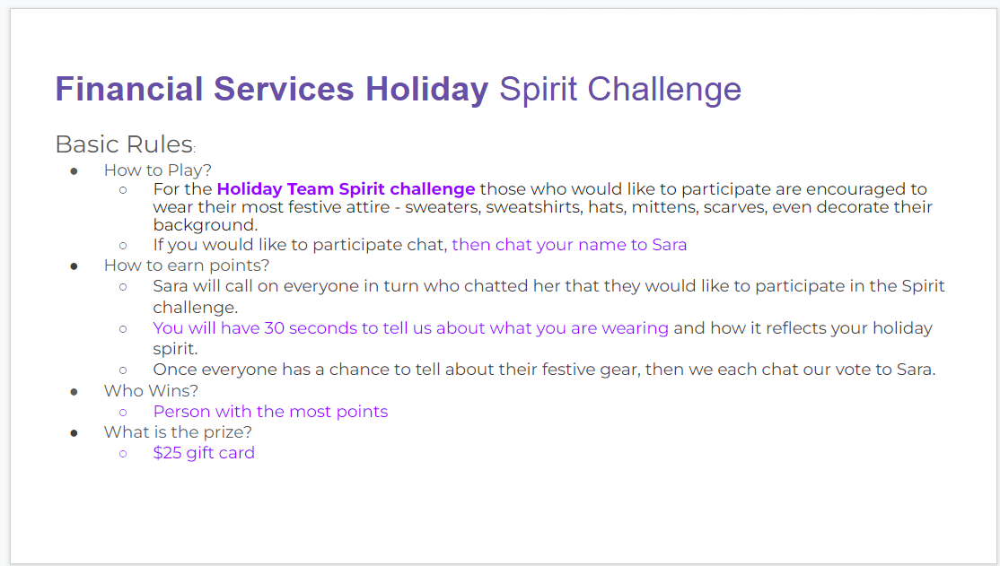 Financial Services Holiday Spirit Challenge
Basic Rules:
● How to Play?
○ For the Holiday Team Spirit challenge those who would like to participate are encouraged to
wear their most festive attire - sweaters, sweatshirts, hats, mittens, scarves, even decorate their
background.
○ If you would like to participate chat, then chat your name to Sara
● How to earn points?
○ Sara will call on everyone in turn who chatted her that they would like to participate in the Spirit
challenge.
○ You will have 30 seconds to tell us about what you are wearing and how it reflects your holiday
spirit.
○ Once everyone has a chance to tell about their festive gear, then we each chat our vote to Sara.
● Who Wins?
○ Person with the most points
● What is the prize?
○ $25 gift card